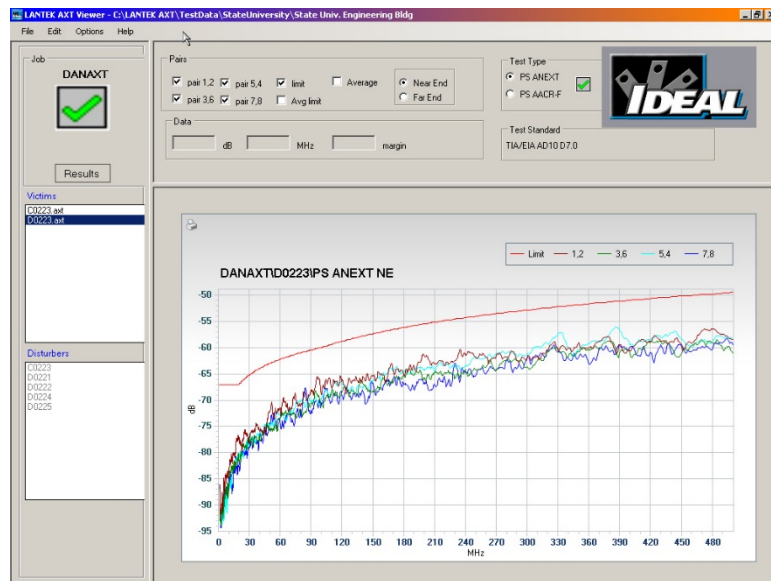 LANTEK AXT Viewer - C:\LANTEK AXT\TestData\StateUniversity\State Univ. Engineering Bldg
File Edit Options Help
Job
DANAXT
Results
Pairs
pair 1,2 pair 5,4 limit Average Near End
pair 3,6 pair 7,8 Avg limit Far End
Data
dB MHz margin
Test Type
PS ANEXT
PS AACR-F
IDEAL
Test Standard
TIA/EIA AD10 D7.0
Victims
C0223.axt
D0223.axt
Disturbers
C0223
D0221
D0222
D0224
D0225
Limit 1,2 3,6 5,4 7,8
DANAXT\D0223\PS ANEXT NE
-50
-55
-60
-65
-70
-75
-80
-85
-90
-95
dB
0 30 60 90 120 150 180 210 240 270 300 330 360 390 420 450 480
MHz